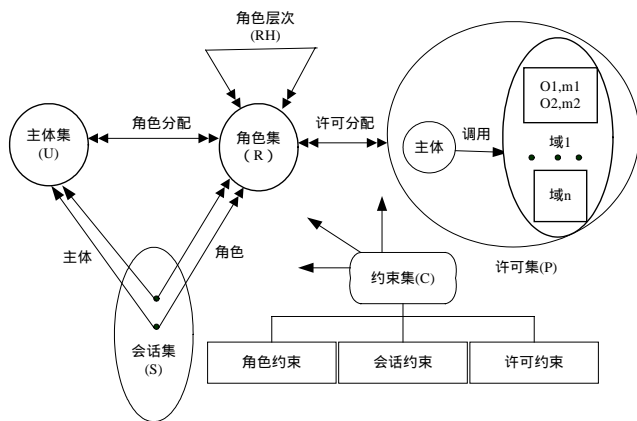 角色层次
(RH)
O1,m1
O2,m2
主体集
(U)
角色分配
角色集
（R）
许可分配
主体
调用
域1
域n
主体
角色
约束集(C)
许可集(P)
会话集
(S)
角色约束
会话约束
许可约束